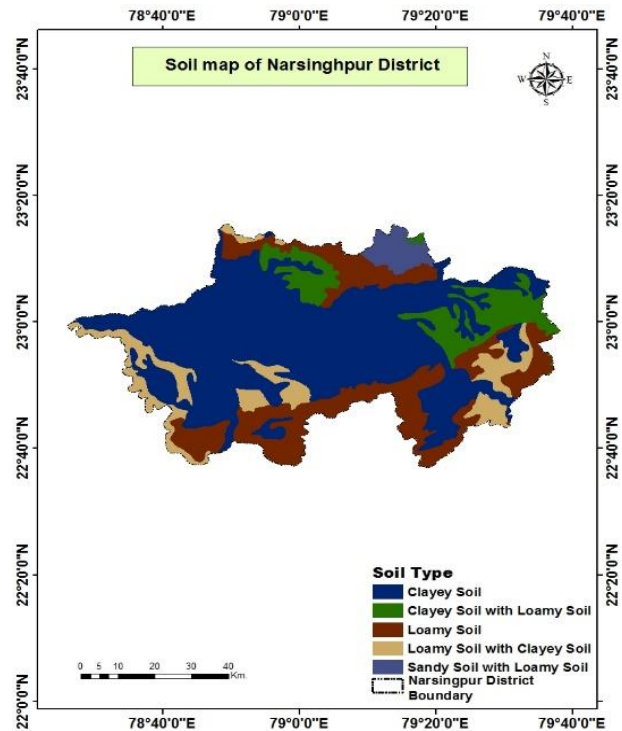 78°40'0"E 79°0'0"E 79°20'0"E 79°40'0"E
Soil map of Narsinghpur District
N
W E
S
23°40'0"N 23°40'0"N
23°20'0"N 23°20'0"N
23°0'0"N 23°0'0"N
22°40'0"N 22°40'0"N
22°20'0"N 22°20'0"N
22°0'0"N 22°0'0"N
Soil Type
Clayey Soil
Clayey Soil with Loamy Soil
Loamy Soil
Loamy Soil with Clayey Soil
Sandy Soil with Loamy Soil
Narsingpur District
Boundary
0 5 10 20 30 40
Km
78°40'0"E 79°0'0"E 79°20'0"E 79°40'0"E